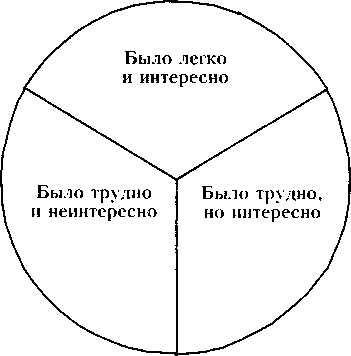 Было легко
и интересно
Было трудно
и неинтересно
Было трудно,
но интересно